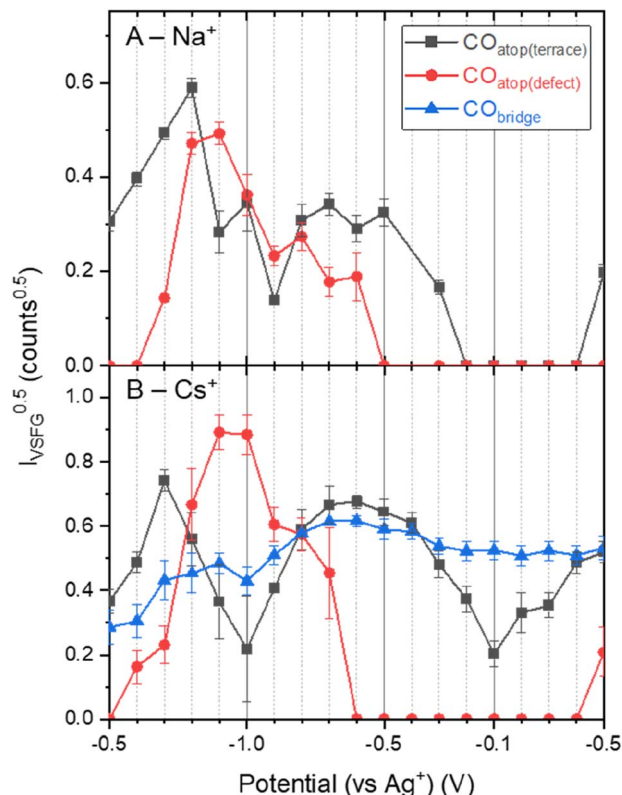 A – Na⁺
CO_atop(terrace)
CO_atop(defect)
CO_bridge
0.6
0.4
0.2
0.0
B – Cs⁺
1.0
0.8
0.6
0.4
0.2
0.0
I_VSFG^0.5 (counts^0.5)
-0.5 -1.0 -0.5 -0.1 -0.5
Potential (vs Ag⁺) (V)